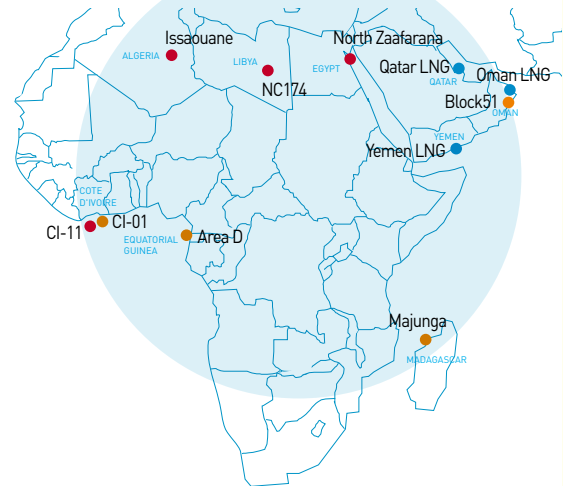 Issaouane
North Zaafarana
ALGERIA
LIBYA
EGYPT
Qatar LNG
QATAR
Oman LNG
NC174
Block51
OMAN
YEMEN
Yemen LNG
COTE
D'IVOIRE
CI-01
CI-11
EQUATORIAL
GUINEA
Area D
Majunga
MADAGASCAR